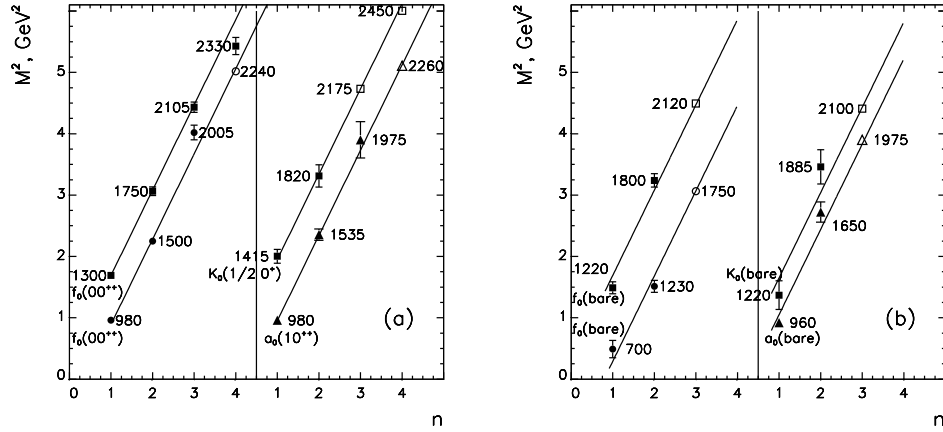 M², GeV²
5
4
3
2
1
0
2330
2240
2105
2005
1750
1500
1300
f₀(00⁺⁺)
980
f₀(00⁺⁺)
2450
2260
2175
1975
1820
1535
1415
K₀(1/2 0⁺)
980
a₀(10⁺⁺)
(a)
0 1 2 3 4 0 1 2 3 4 5
n
M², GeV²
5
4
3
2
1
0
2120
1800
1750
1220
f₀(bare)
1230
f₀(bare)
700
2100
1975
1885
1650
K₀(bare)
1220
960
a₀(bare)
(b)
0 1 2 3 4 0 1 2 3 4 5
n